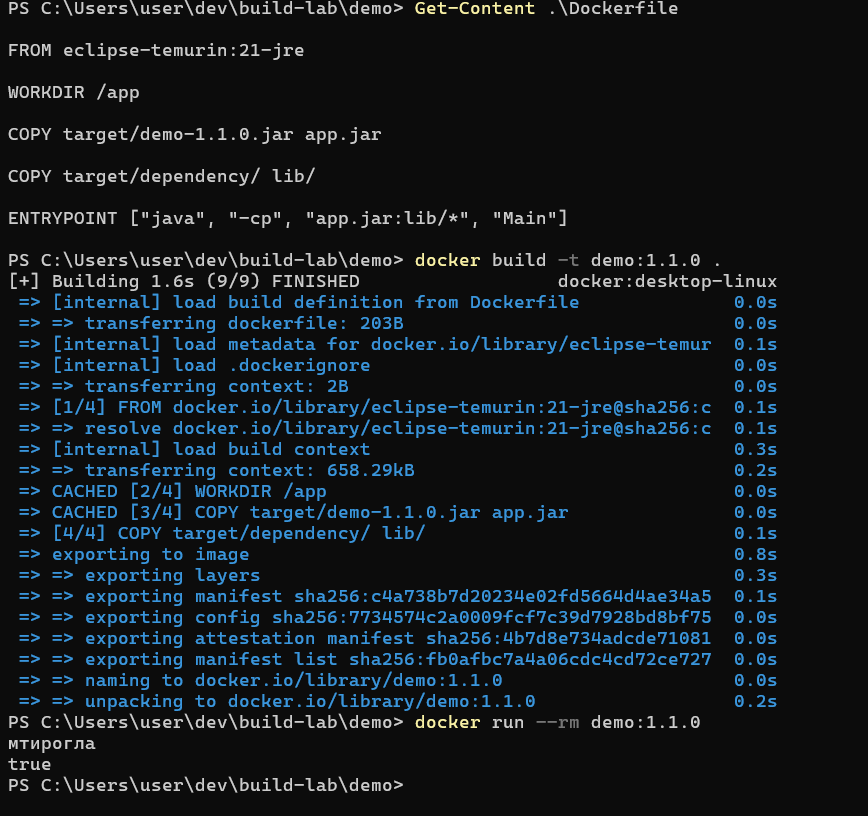 PS C:\Users\user\dev\build-lab\demo> Get-Content .\Dockerfile
FROM eclipse-temurin:21-jre
WORKDIR /app
COPY target/demo-1.1.0.jar app.jar
COPY target/dependency/ lib/
ENTRYPOINT ["java", "-cp", "app.jar:lib/*", "Main"]
PS C:\Users\user\dev\build-lab\demo> docker build -t demo:1.1.0 .
[+] Building 1.6s (9/9) FINISHED docker:desktop-linux
=> [internal] load build definition from Dockerfile 0.0s
=> => transferring dockerfile: 203B 0.0s
=> [internal] load metadata for docker.io/library/eclipse-temur 0.1s
=> [internal] load .dockerignore 0.0s
=> => transferring context: 2B 0.0s
=> [1/4] FROM docker.io/library/eclipse-temurin:21-jre@sha256:c 0.1s
=> => resolve docker.io/library/eclipse-temurin:21-jre@sha256:c 0.1s
=> [internal] load build context 0.3s
=> => transferring context: 658.29kB 0.2s
=> CACHED [2/4] WORKDIR /app 0.0s
=> CACHED [3/4] COPY target/demo-1.1.0.jar app.jar 0.0s
=> [4/4] COPY target/dependency/ lib/ 0.1s
=> exporting to image 0.8s
=> => exporting layers 0.3s
=> => exporting manifest sha256:c4a738b7d20234e02fd5664d4ae34a5 0.1s
=> => exporting config sha256:7734574c2a0009fcf7c39d7928bd8bf75 0.0s
=> => exporting attestation manifest sha256:4b7d8e734adcde71081 0.0s
=> => exporting manifest list sha256:fb0afbc7a4a06cdc4cd72ce727 0.0s
=> => naming to docker.io/library/demo:1.1.0 0.0s
=> => unpacking to docker.io/library/demo:1.1.0 0.2s
PS C:\Users\user\dev\build-lab\demo> docker run --rm demo:1.1.0
мтирогла
true
PS C:\Users\user\dev\build-lab\demo>